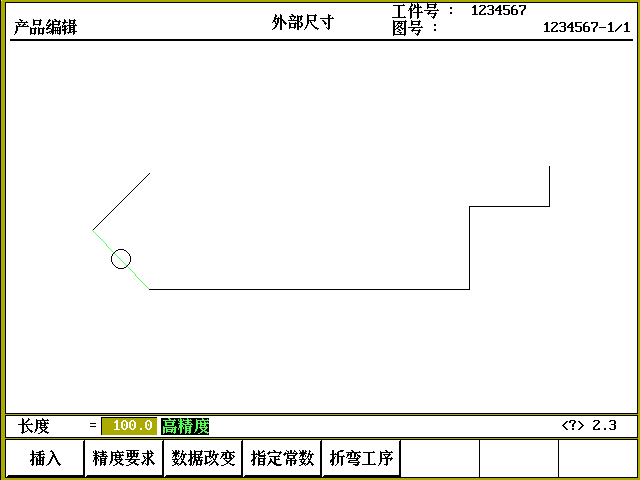 产品编辑
外部尺寸
工件号 : 1234567
图号 :
1234567-1/1
长度 = 100.0 高精度 <?> 2.3
插入 精度要求 数据改变 指定常数 折弯工序